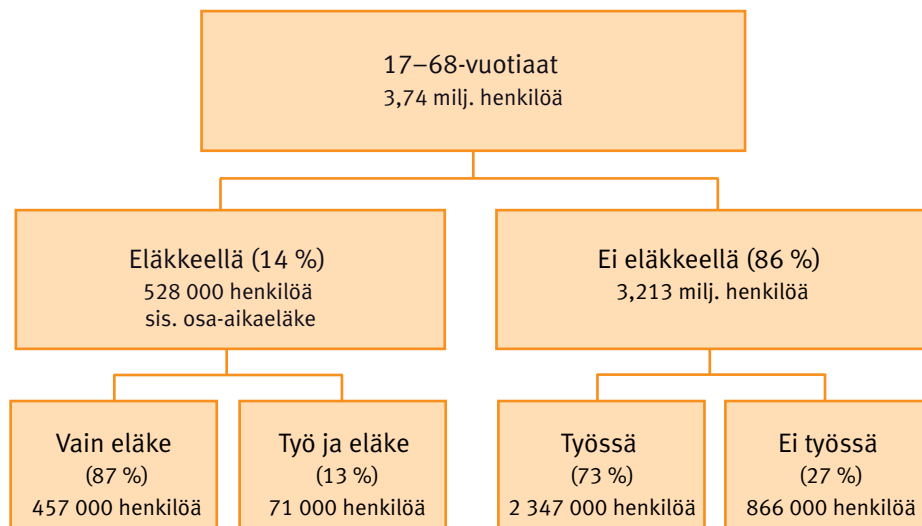 17–68-vuotiaat
3,74 milj. henkilöä
Eläkkeellä (14 %)
528 000 henkilöä
sis. osa-aikaeläke
Ei eläkkeellä (86 %)
3,213 milj. henkilöä
Vain eläke
(87 %)
457 000 henkilöä
Työ ja eläke
(13 %)
71 000 henkilöä
Työssä
(73 %)
2 347 000 henkilöä
Ei työssä
(27 %)
866 000 henkilöä